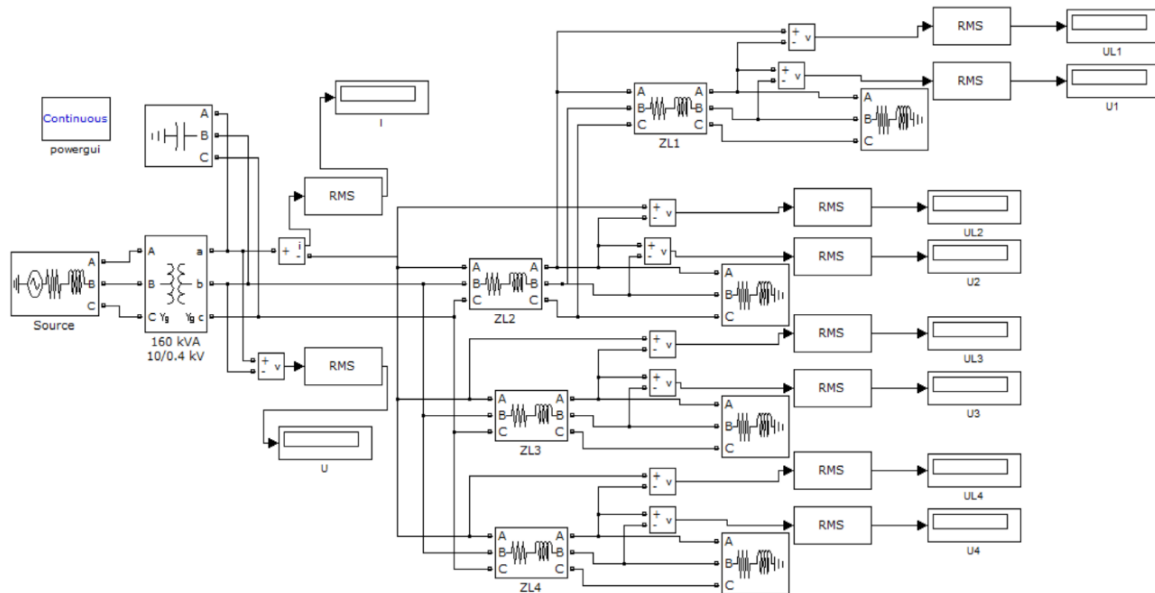 Continuous
powergui
A
B
C
A
B
C
Source
A
B
C
Yg
Yg
a
b
c
160 kVA
10/0.4 kV
+
i
-
RMS
I
+
-
v
RMS
U
A
B
C
A
B
C
ZL1
+
-
v
RMS
UL1
+
-
v
RMS
U1
A
B
C
A
B
C
A
B
C
ZL2
+
-
v
RMS
UL2
+
-
v
RMS
U2
A
B
C
A
B
C
A
B
C
ZL3
+
-
v
RMS
UL3
+
-
v
RMS
U3
A
B
C
A
B
C
A
B
C
ZL4
+
-
v
RMS
UL4
+
-
v
RMS
U4
A
B
C